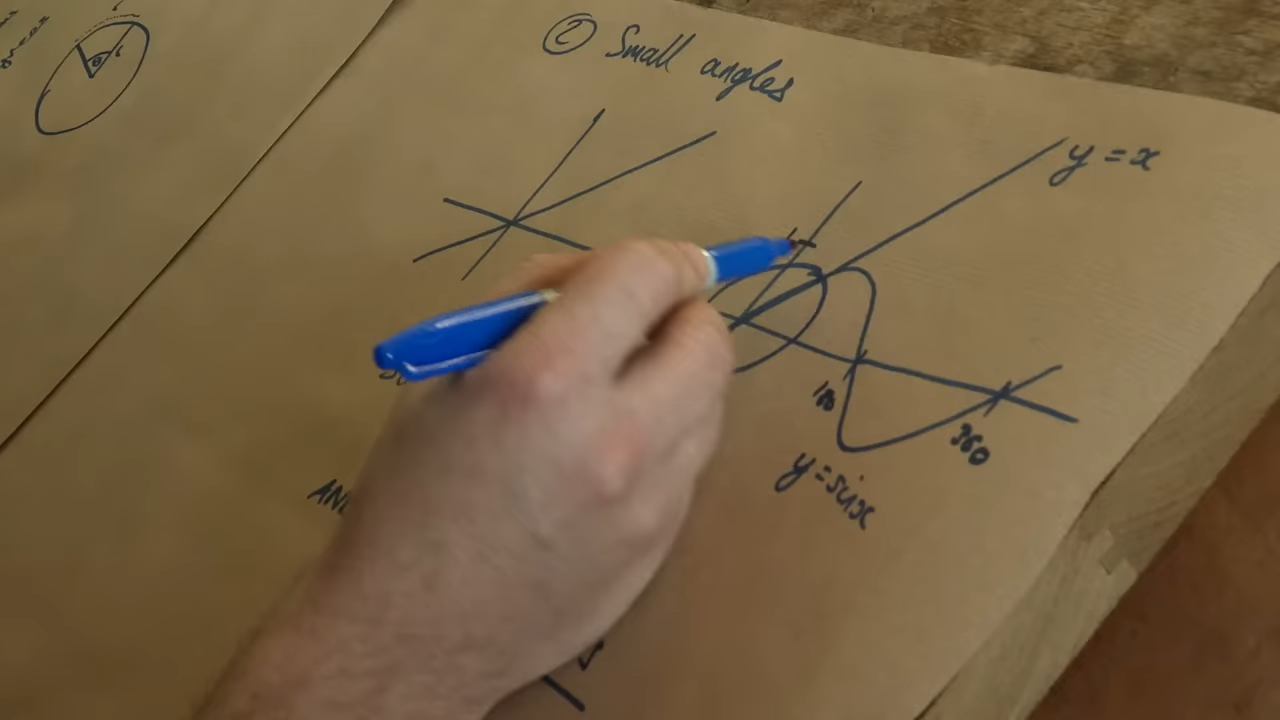 ② Small angles
y = x
180
360
y = sin x